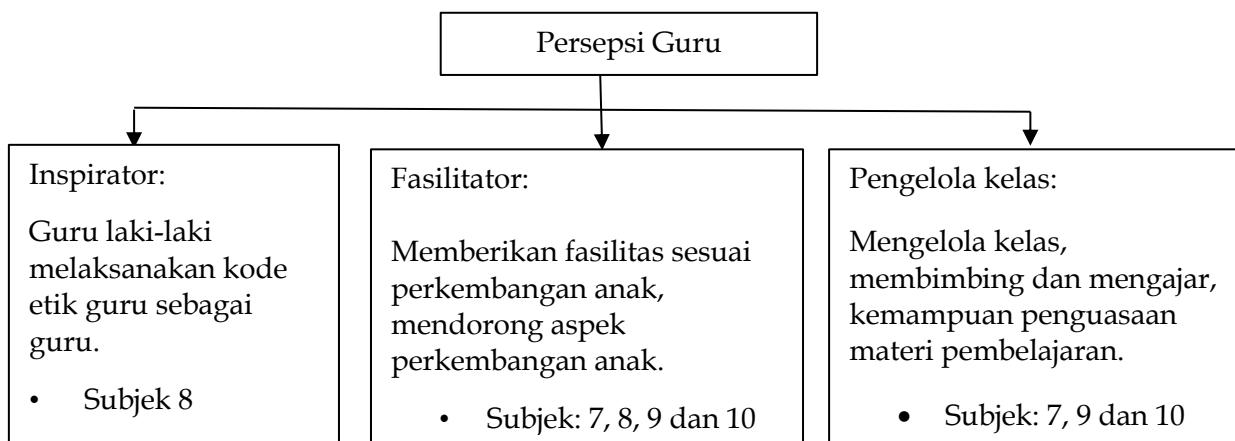 Persepsi Guru
Inspirator:
Guru laki-laki
melaksanakan kode
etik guru sebagai
guru.
• Subjek 8
Fasilitator:
Memberikan fasilitas sesuai
perkembangan anak,
mendorong aspek
perkembangan anak.
• Subjek: 7, 8, 9 dan 10
Pengelola kelas:
Mengelola kelas,
membimbing dan mengajar,
kemampuan penguasaan
materi pembelajaran.
• Subjek: 7, 9 dan 10